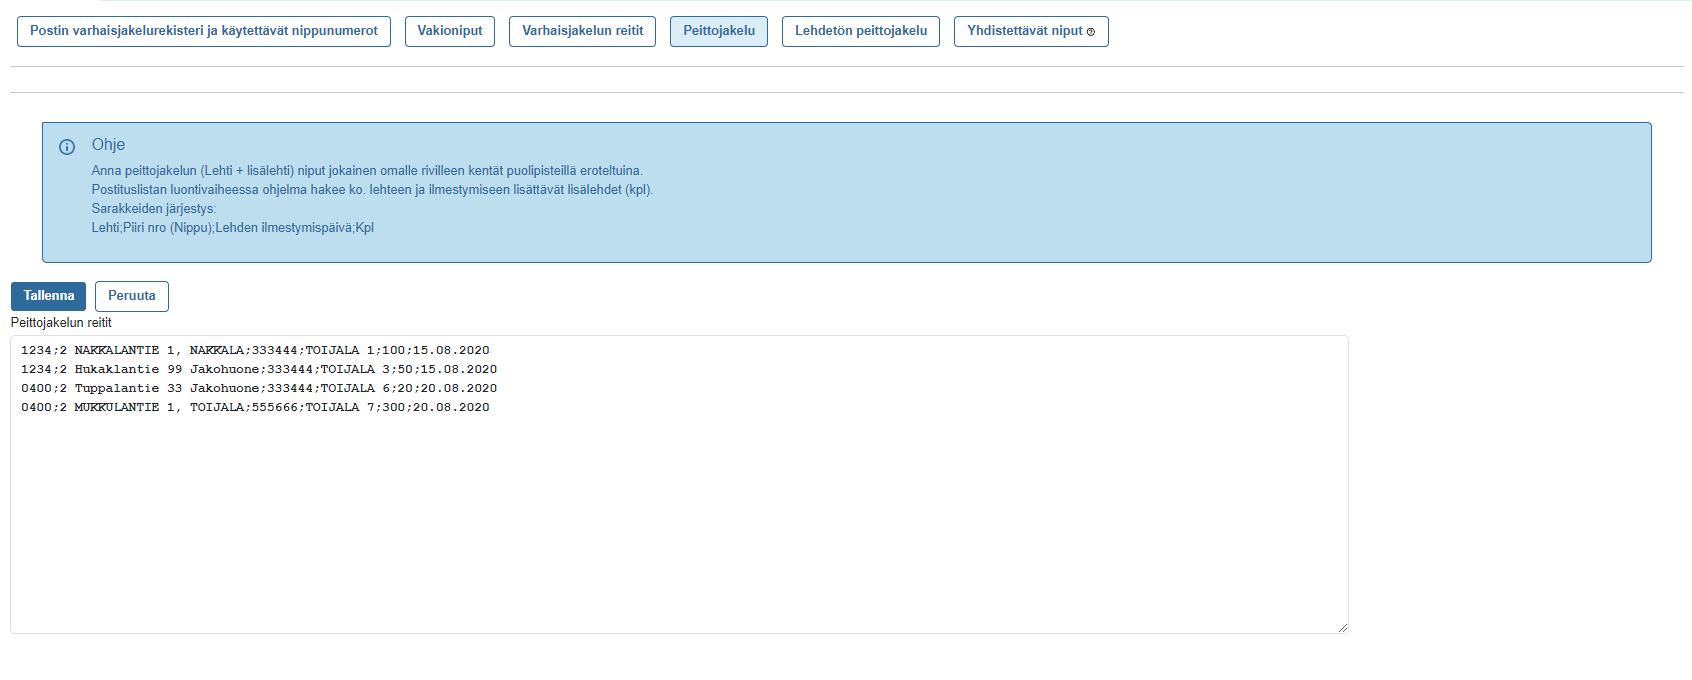 Postin varhaisjakelurekisteri ja käytettävät nippunumerot Vakioniput Varhaisjakelun reitit Peittojakelu Lehdetön peittojakelu Yhdistettävät niput
Ohje
Anna peittojakelun (Lehti + lisälehti) niput jokainen omalle rivilleen kentät puolipisteillä eroteltuina.
Postituslistan luontivaiheessa ohjelma hakee ko. lehteen ja ilmestymiseen lisättävät lisälehdet (kpl).
Sarakkeiden järjestys:
Lehti;Piiri nro (Nippu);Lehden ilmestymispäivä;Kpl
Tallenna Peruuta
Peittojakelun reitit
1234;2 NAKKALANTIE 1, NAKKALA;333444;TOIJALA 1;100;15.08.2020
1234;2 Hukaklantie 99 Jakohuone;333444;TOIJALA 3;50;15.08.2020
0400;2 Tuppalantie 33 Jakohuone;333444;TOIJALA 6;20;20.08.2020
0400;2 MUKKULANTIE 1, TOIJALA;555666;TOIJALA 7;300;20.08.2020